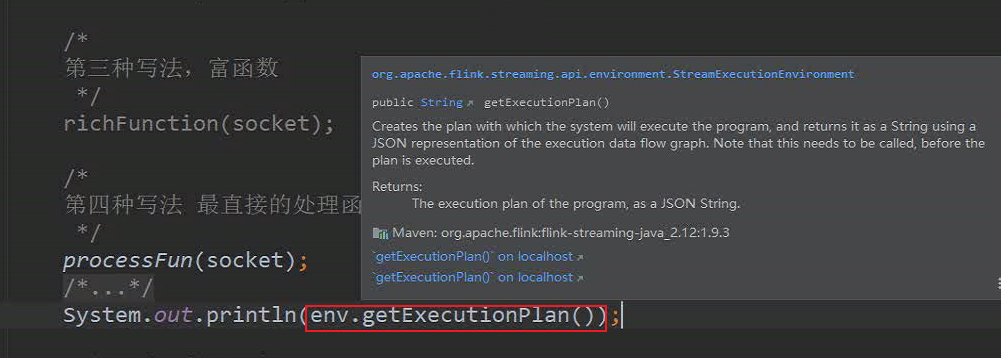 /*
第三种写法，富函数
*/
richFunction(socket);
/*
第四种写法 最直接的处理函
*/
processFun(socket);
/*...*/
System.out.println(env.getExecutionPlan());
org.apache.flink.streaming.api.environment.StreamExecutionEnvironment
public String getExecutionPlan()
Creates the plan with which the system will execute the program, and returns it as a String using a
JSON representation of the execution data flow graph. Note that this needs to be called, before the
plan is executed.
Returns:
The execution plan of the program, as a JSON String.
Maven: org.apache.flink:flink-streaming-java_2.12:1.9.3
`getExecutionPlan()` on localhost
`getExecutionPlan()` on localhost